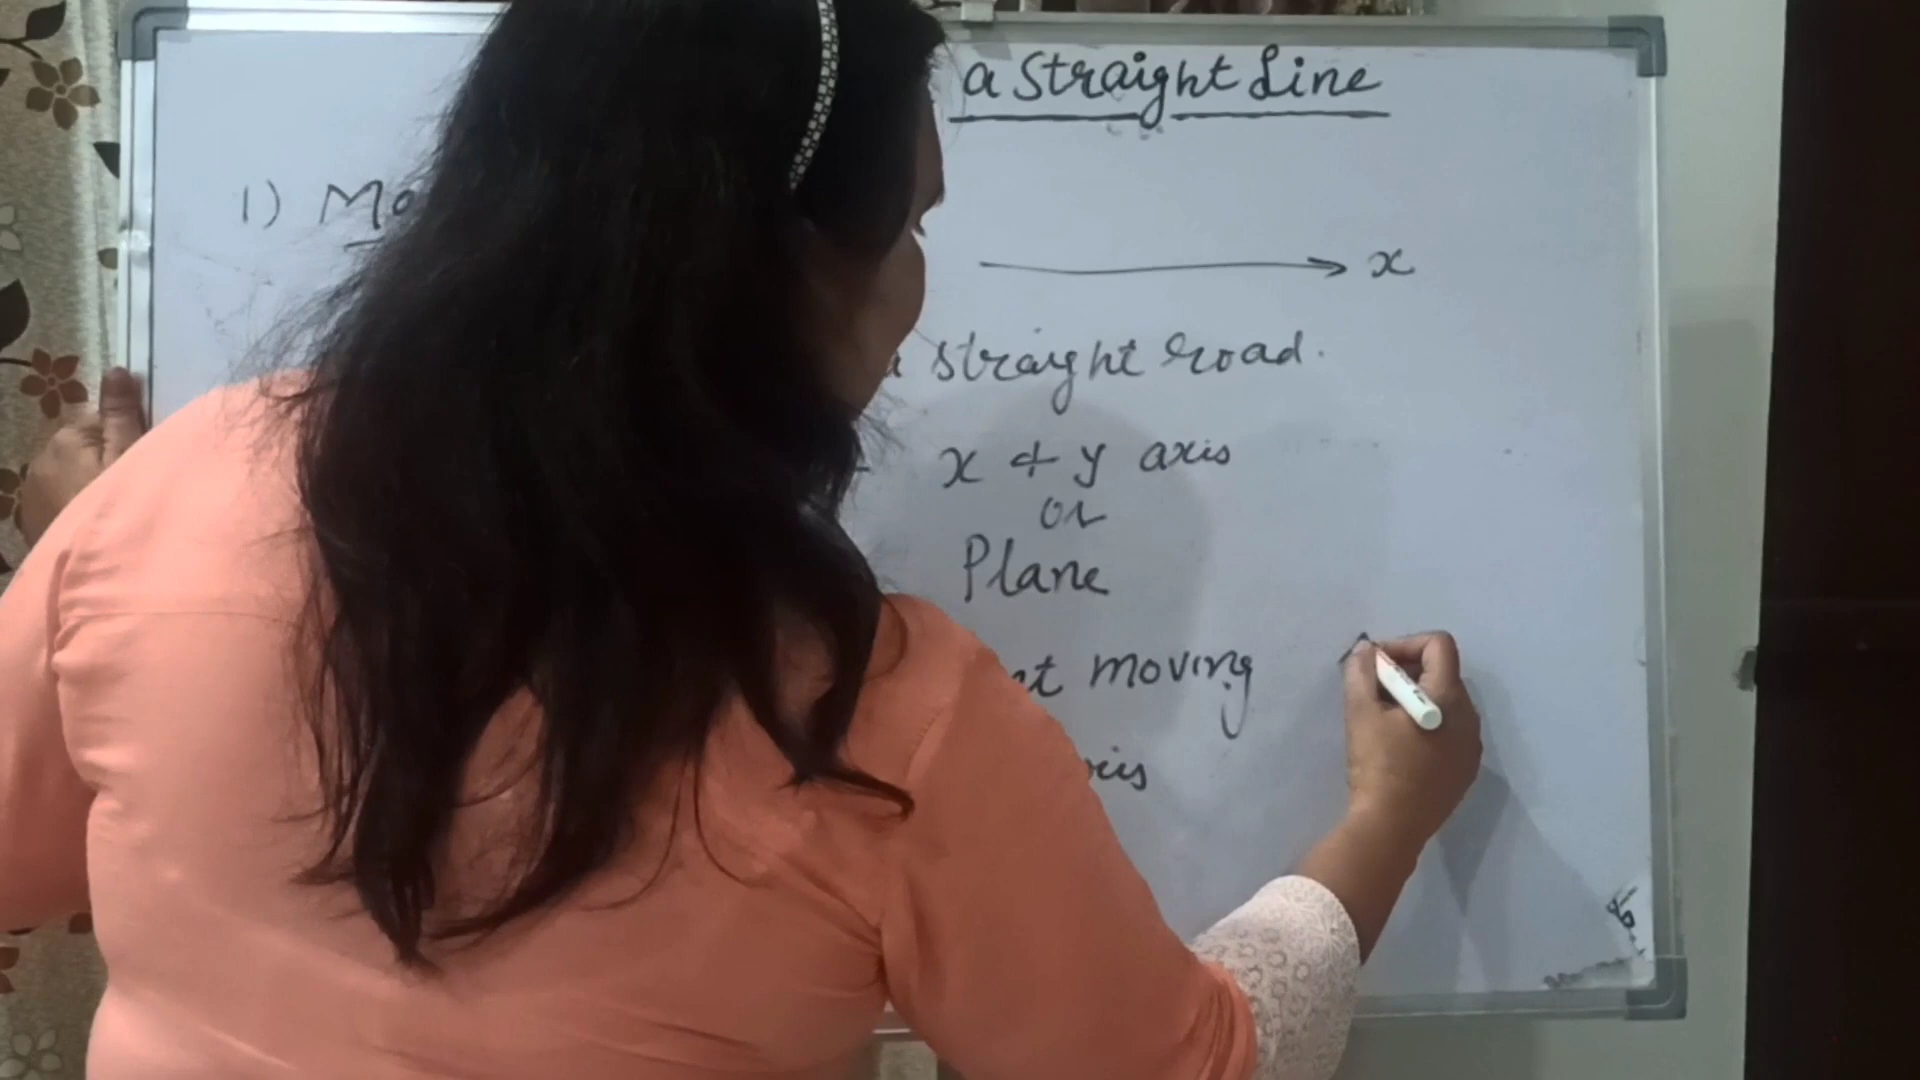 a Straight Line
1) Mo
x
straight road.
x & y axis
or
Plane
moving